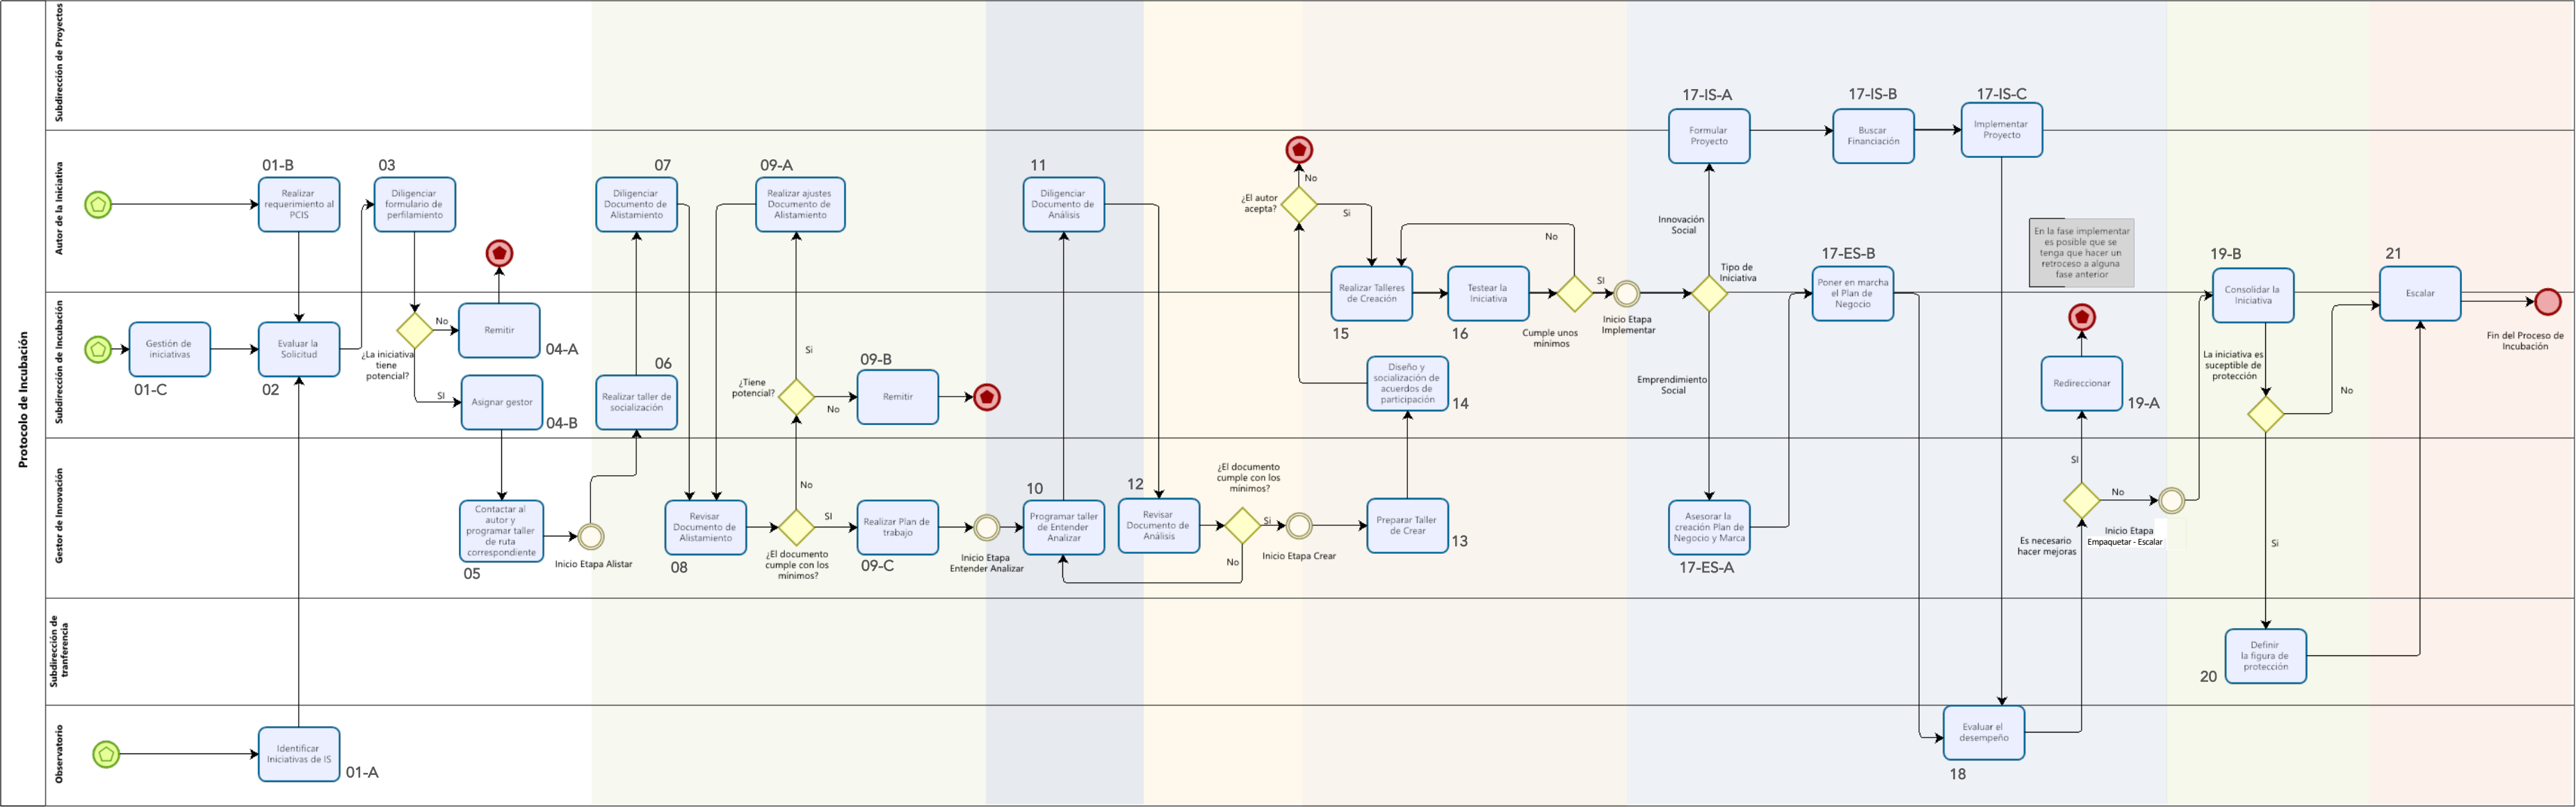 Protocolo de Incubación
Subdirección de Proyectos
Autor de la Iniciativa
Subdirección de Incubación
Gestor de Innovación
Subdirección de
tranferencia
Observatorio
01-B
Realizar
requerimiento al
PCIS
03
Diligenciar
formulario de
perfilamiento
Gestión de
iniciativas
01-C
Evaluar la
Solicitud
02
¿La iniciativa
tiene
potencial?
No
SI
Remitir
04-A
Asignar gestor
04-B
Contactar al
autor y
programar taller
de ruta
correspondiente
05
Identificar
Iniciativas de IS
01-A
Inicio Etapa Alistar
07
Diligenciar
Documento de
Alistamiento
06
Realizar taller de
socialización
Revisar
Documento de
Alistamiento
08
09-A
Realizar ajustes
Documento de
Alistamiento
Si
¿Tiene
potencial?
No
09-B
Remitir
No
SI
¿El documento
cumple con los
mínimos?
Realizar Plan de
trabajo
09-C
Inicio Etapa
Entender Analizar
11
Diligenciar
Documento de
Análisis
10
Programar taller
de Entender
Analizar
12
Revisar
Documento de
Análisis
¿El documento
cumple con los
mínimos?
Si
No
Inicio Etapa Crear
Preparar Taller
de Crear
13
Diseño y
socialización de
acuerdos de
participación
14
¿El autor
acepta?
No
Si
Realizar Talleres
de Creación
15
Testear la
Iniciativa
16
No
SI
Cumple unos
mínimos
Inicio Etapa
Implementar
17-IS-A
Formular
Proyecto
17-IS-B
Buscar
Financiación
17-IS-C
Implementar
Proyecto
Innovación
Social
Tipo de
Iniciativa
Emprendimiento
Social
17-ES-B
Poner en marcha
el Plan de
Negocio
Asesorar la
creación Plan de
Negocio y Marca
17-ES-A
Evaluar el
desempeño
18
En la fase implementar
es posible que se
tenga que hacer un
retroceso a alguna
fase anterior
Redireccionar
19-A
SI
No
Es necesario
hacer mejoras
Inicio Etapa
Empaquetar - Escalar
19-B
Consolidar la
Iniciativa
La iniciativa es
suceptible de
protección
No
Si
Definir
la figura de
protección
20
21
Escalar
Fin del Proceso de
Incubación